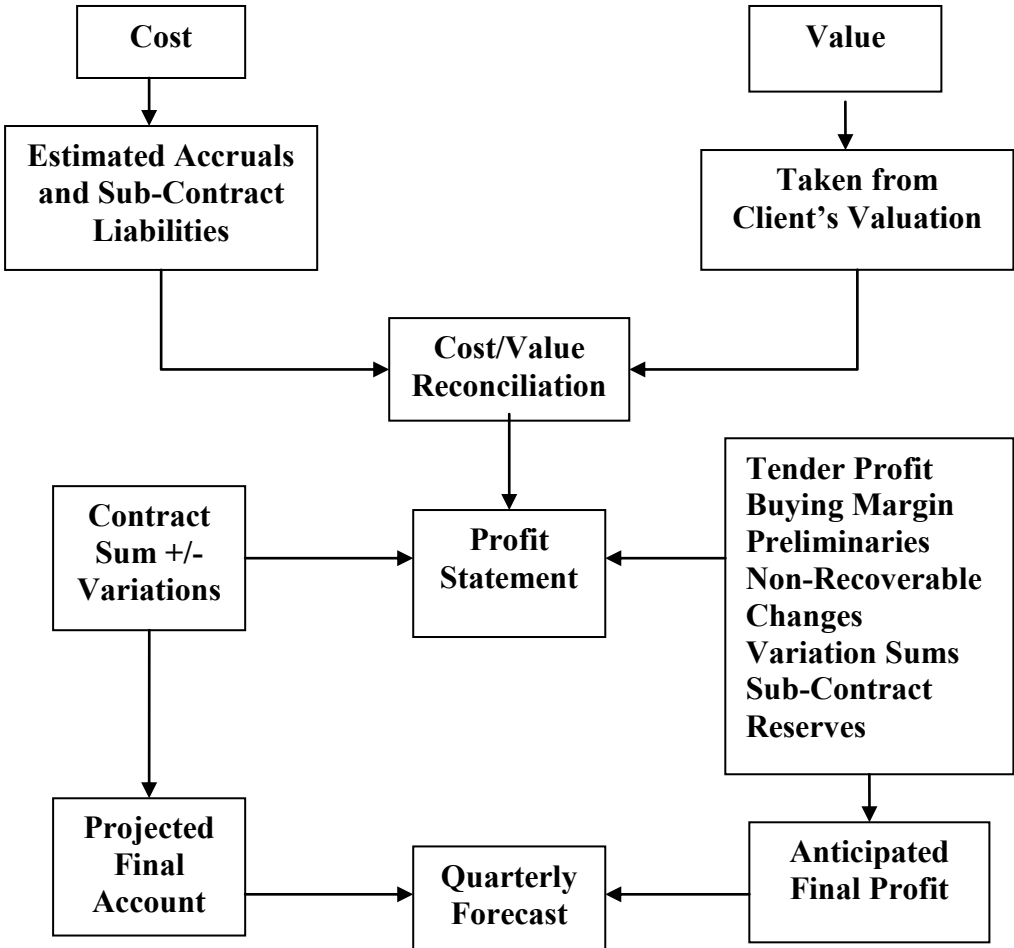 Cost
Value
Estimated Accruals
and Sub-Contract
Liabilities
Taken from
Client’s Valuation
Cost/Value
Reconciliation
Contract
Sum +/-
Variations
Profit
Statement
Tender Profit
Buying Margin
Preliminaries
Non-Recoverable
Changes
Variation Sums
Sub-Contract
Reserves
Projected
Final
Account
Quarterly
Forecast
Anticipated
Final Profit